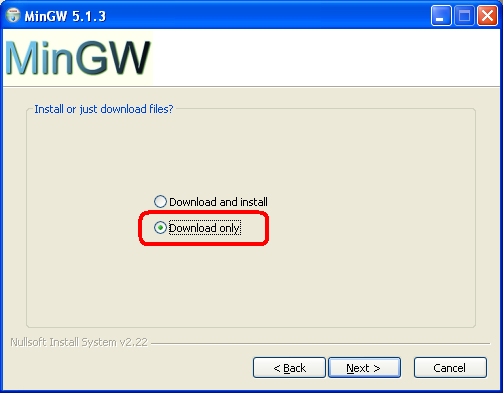 MinGW 5.1.3
MinGW
Install or just download files?
Download and install
Download only
Nullsoft Install System v2.22
< Back
Next >
Cancel